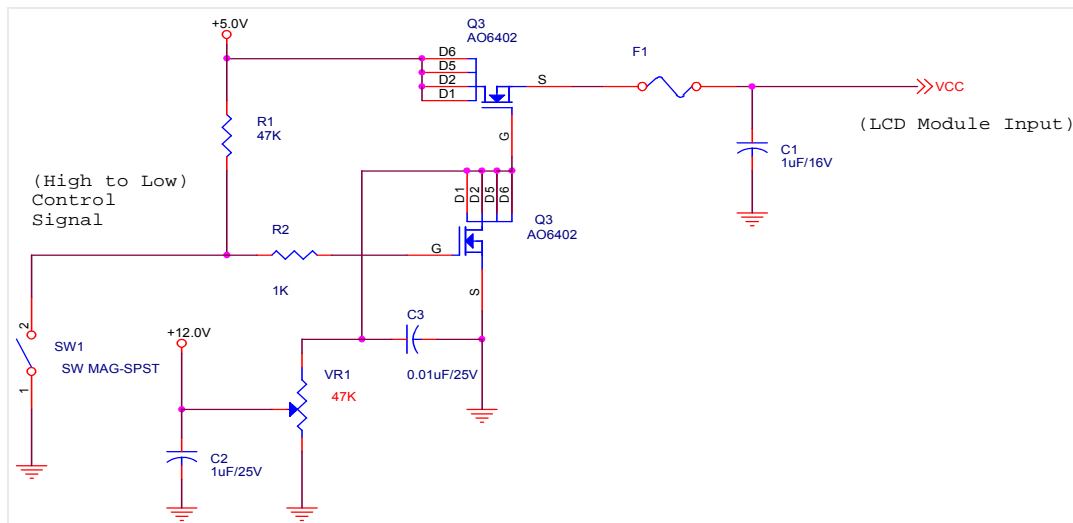 +5.0V
Q3
AO6402
D6
D5
D2
D1
S
G
F1
VCC
(LCD Module Input)
R1
47K
C1
1uF/16V
(High to Low)
Control
Signal
D1
D2
D5
D6
Q3
AO6402
R2
G
1K
S
2
SW1
SW MAG-SPST
1
+12.0V
C3
0.01uF/25V
VR1
47K
C2
1uF/25V